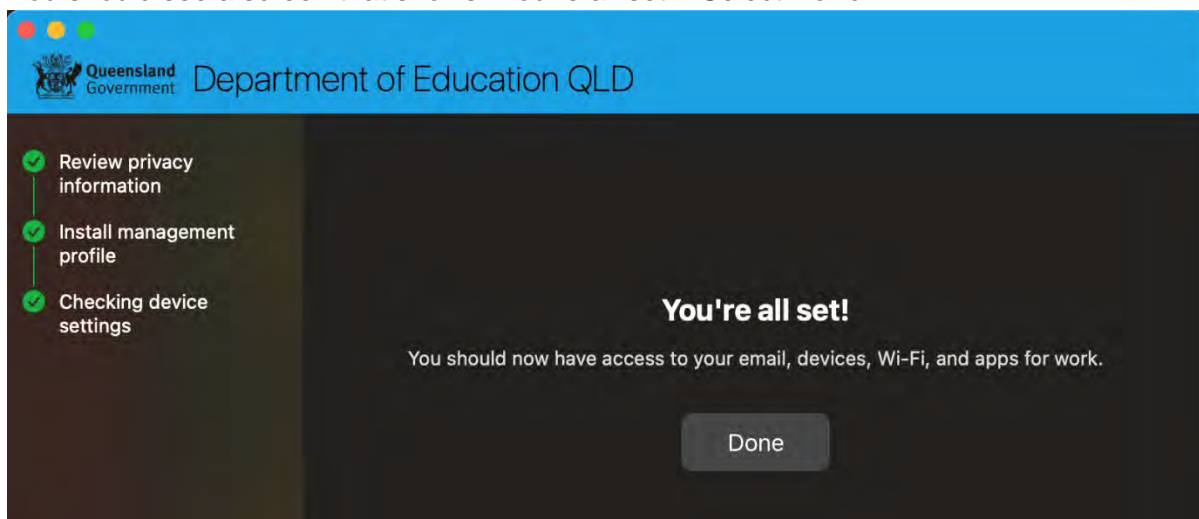 Queensland
Government
Department of Education QLD
Review privacy
information
Install management
profile
Checking device
settings
You're all set!
You should now have access to your email, devices, Wi-Fi, and apps for work.
Done